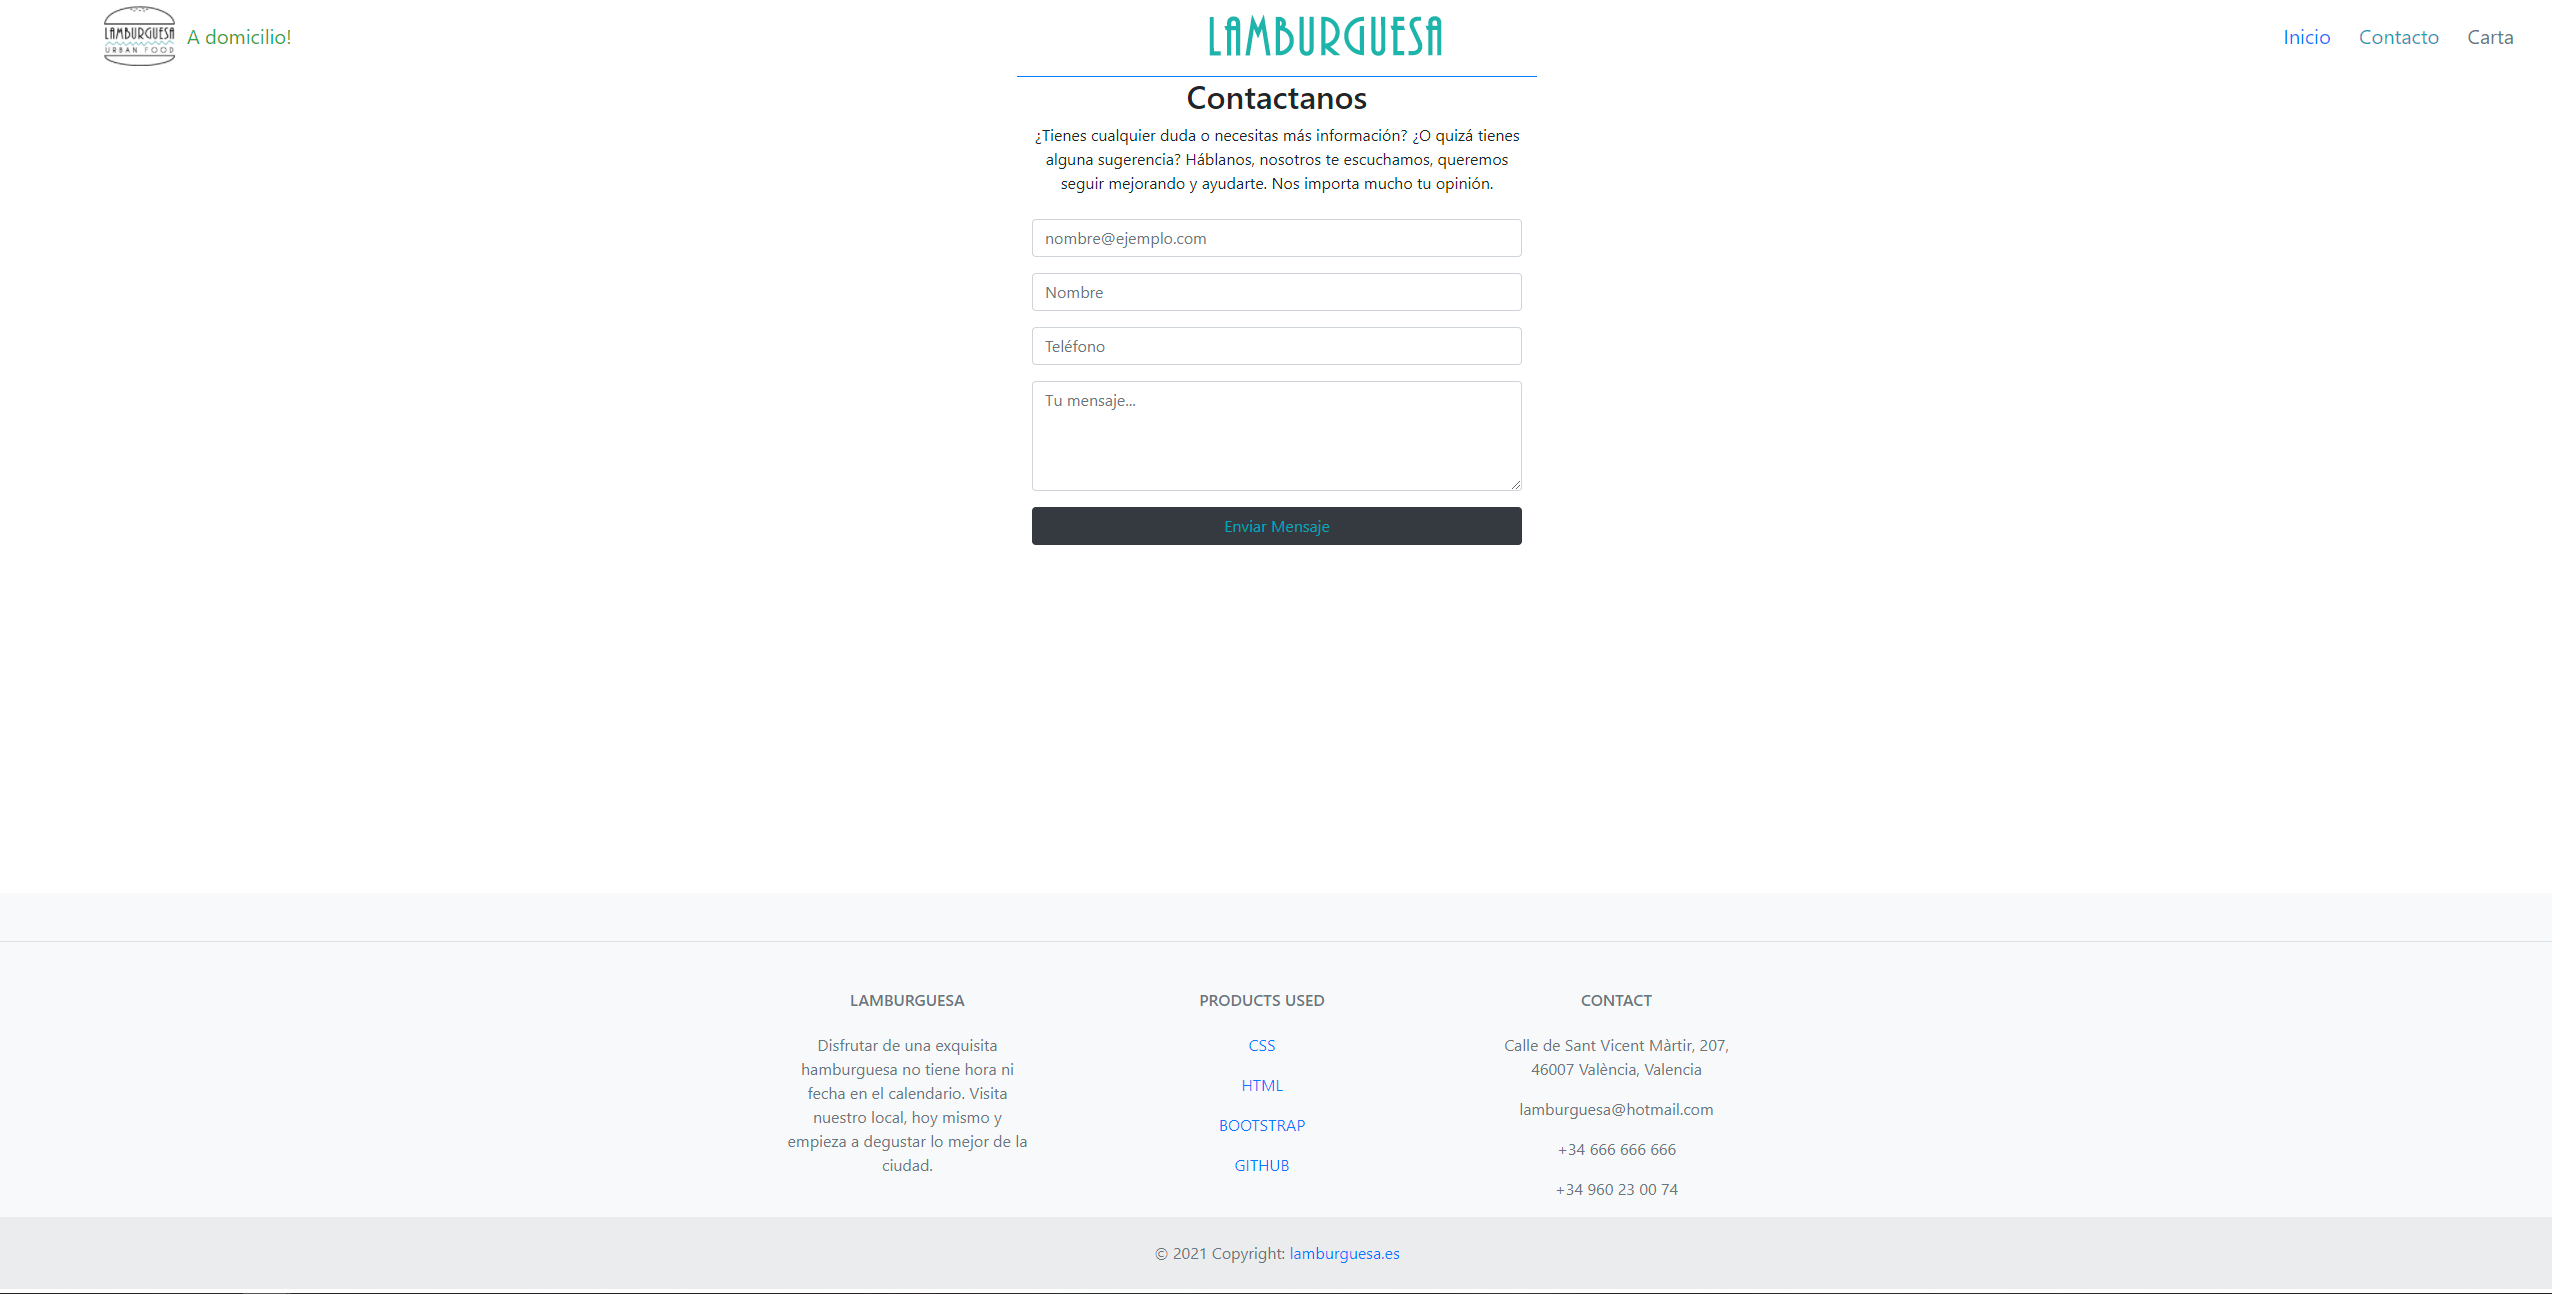 LAMBURGUESA
URBAN FOOD
A domicilio!
LAMBURGUESA
Inicio
Contacto
Carta
Contactanos
¿Tienes cualquier duda o necesitas más información? ¿O quizá tienes
alguna sugerencia? Háblanos, nosotros te escuchamos, queremos
seguir mejorando y ayudarte. Nos importa mucho tu opinión.
nombre@ejemplo.com
Nombre
Teléfono
Tu mensaje...
Enviar Mensaje
LAMBURGUESA
Disfrutar de una exquisita
hamburguesa no tiene hora ni
fecha en el calendario. Visita
nuestro local, hoy mismo y
empieza a degustar lo mejor de la
ciudad.
PRODUCTS USED
CSS
HTML
BOOTSTRAP
GITHUB
CONTACT
Calle de Sant Vicent Màrtir, 207,
46007 València, Valencia
lamburguesa@hotmail.com
+34 666 666 666
+34 960 23 00 74
© 2021 Copyright: lamburguesa.es